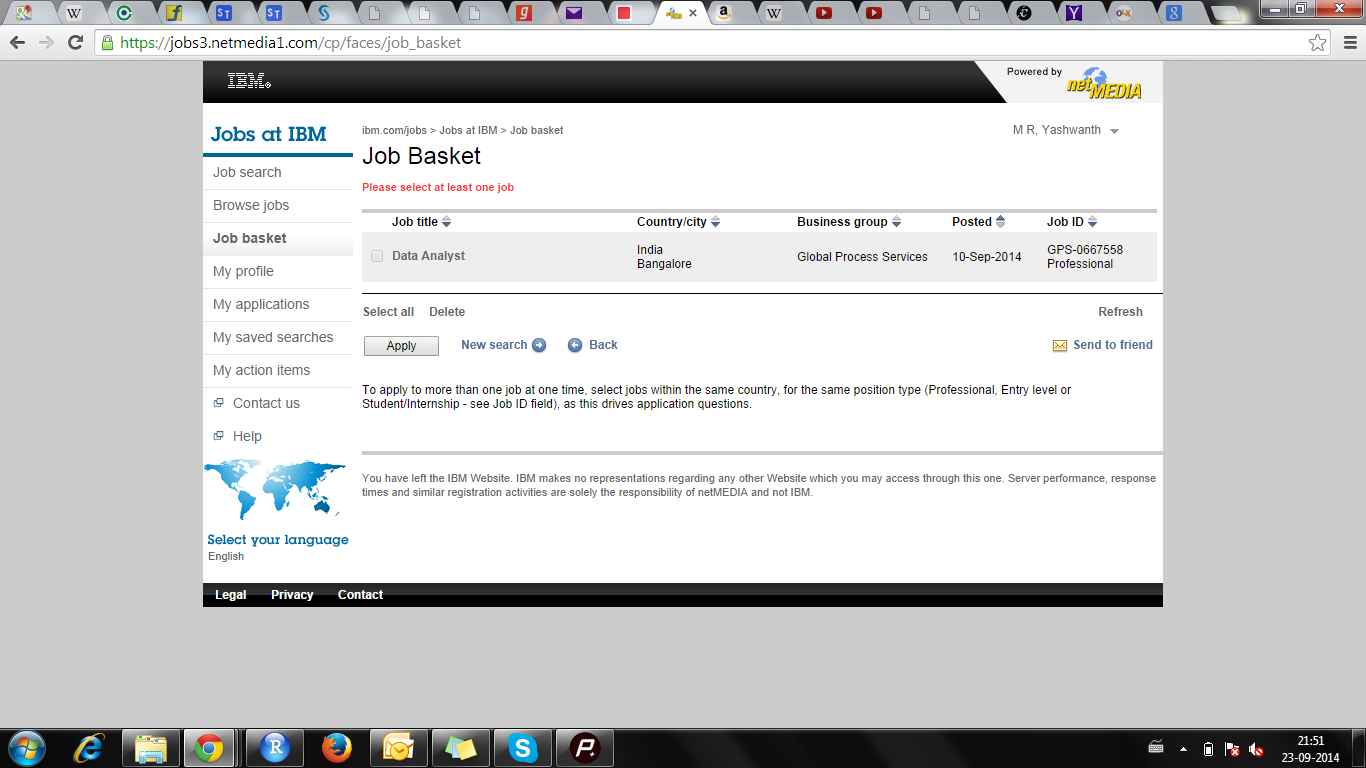 https://jobs3.netmedia1.com/cp/faces/job_basket
IBM
Powered by
netMEDIA
Jobs at IBM
ibm.com/jobs > Jobs at IBM > Job basket
M R, Yashwanth
Job Basket
Please select at least one job
Job search
Browse jobs
Job basket
My profile
My applications
My saved searches
My action items
Contact us
Help
Select your language
English
Job title Country/city Business group Posted Job ID
Data Analyst
India
Bangalore
Global Process Services
10-Sep-2014
GPS-0667558
Professional
Select all Delete Refresh
Apply New search Back Send to friend
To apply to more than one job at one time, select jobs within the same country, for the same position type (Professional, Entry level or
Student/Internship - see Job ID field), as this drives application questions.
You have left the IBM Website. IBM makes no representations regarding any other Website which you may access through this one. Server performance, response
times and similar registration activities are solely the responsibility of netMEDIA and not IBM.
Legal Privacy Contact
21:51
23-09-2014